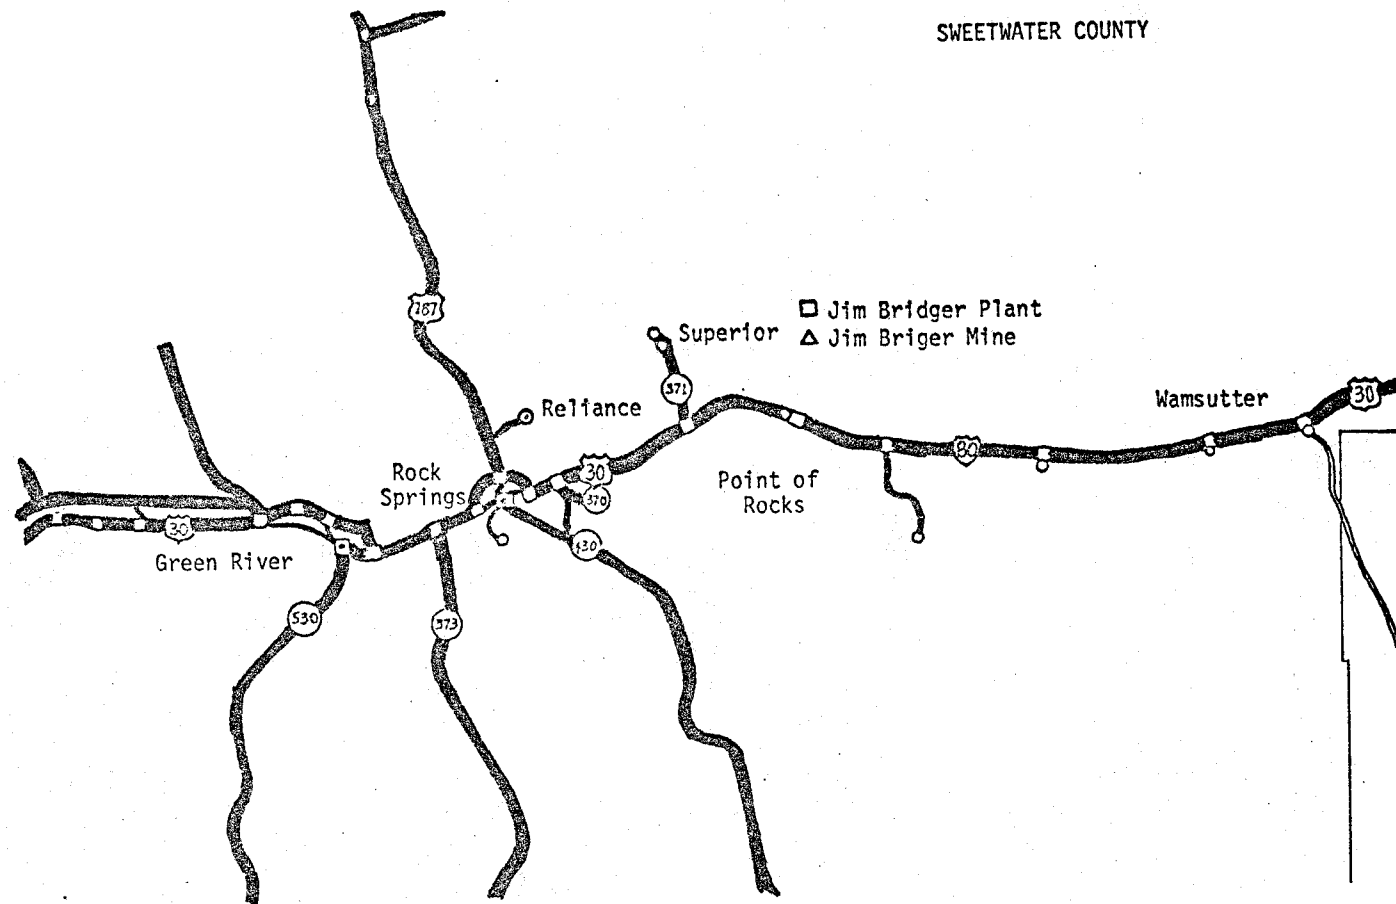 SWEETWATER COUNTY
187
Jim Bridger Plant
Superior
Jim Briger Mine
371
30
Wamsutter
Reliance
80
Rock
Springs
30
370
Point of
Rocks
30
Green River
430
530
373